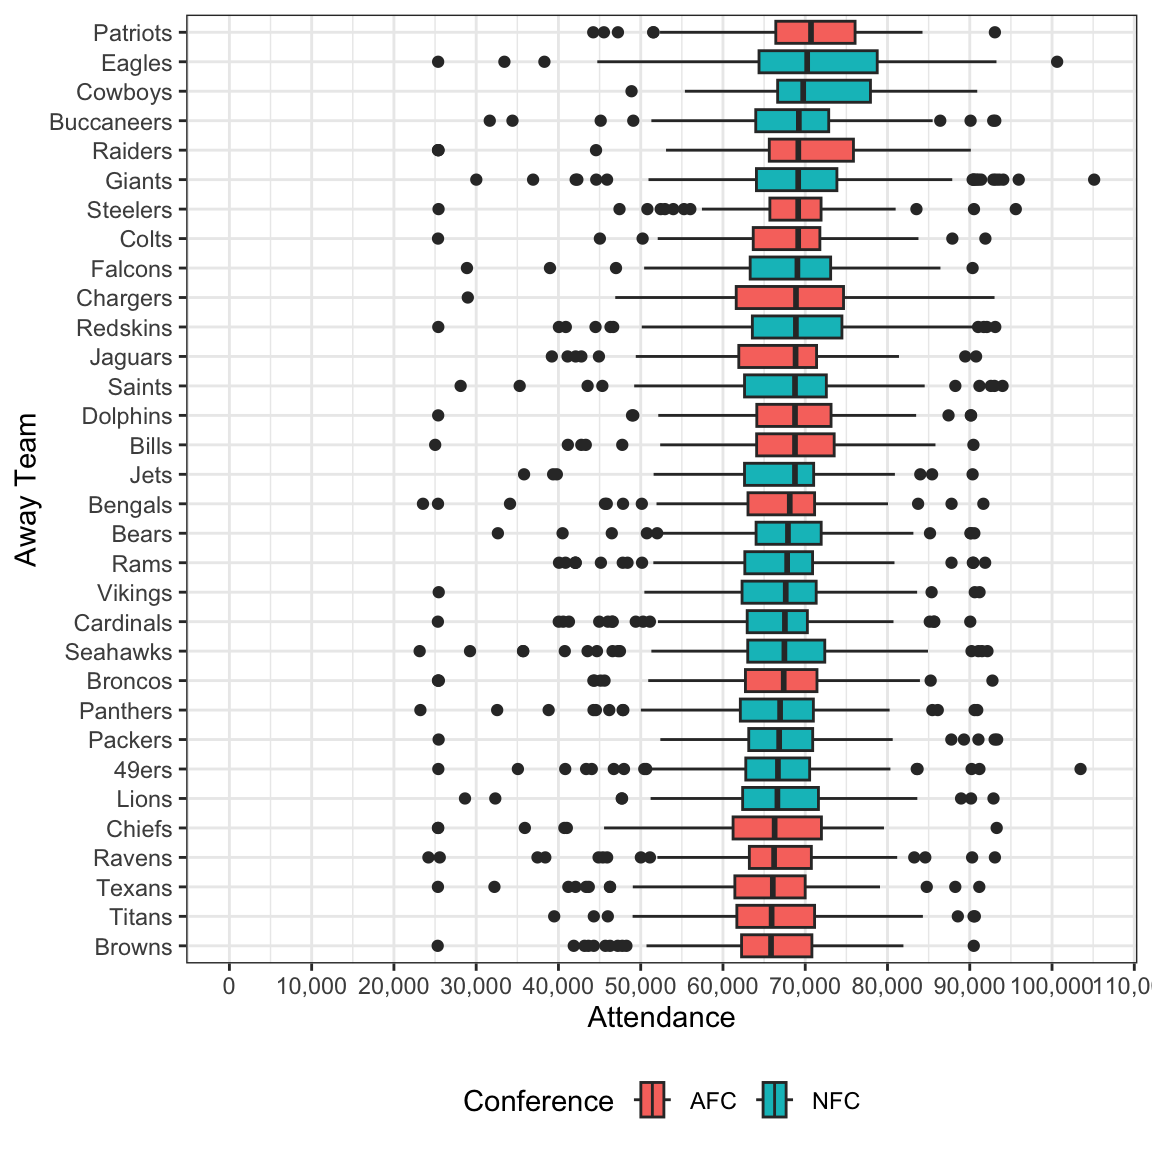 Patriots
Eagles
Cowboys
Buccaneers
Raiders
Giants
Steelers
Colts
Falcons
Chargers
Redskins
Jaguars
Saints
Dolphins
Bills
Jets
Bengals
Bears
Rams
Vikings
Cardinals
Seahawks
Broncos
Panthers
Packers
49ers
Lions
Chiefs
Ravens
Texans
Titans
Browns
Away Team
0 10,000 20,000 30,000 40,000 50,000 60,000 70,000 80,000 90,000 100,000 110,0
Attendance
Conference AFC NFC